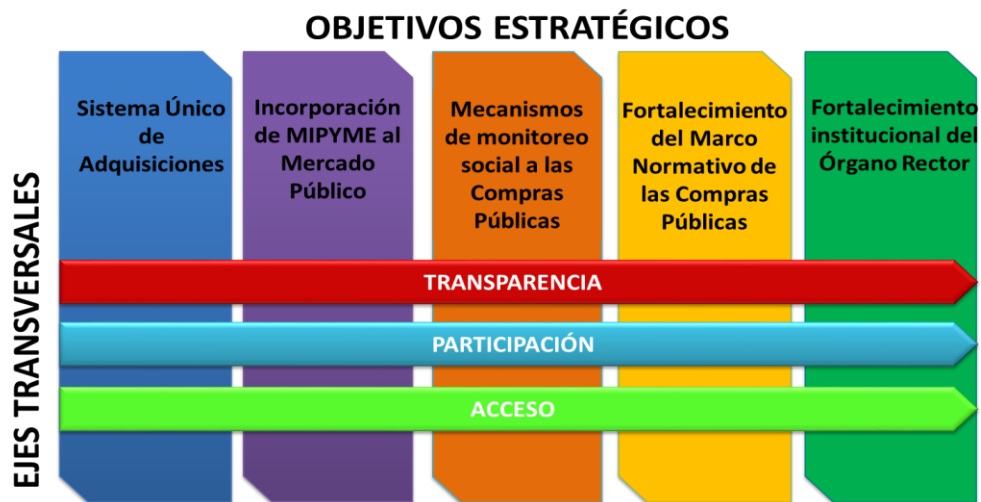 OBJETIVOS ESTRATÉGICOS
Sistema Único
de
Adquisiciones
Incorporación
de MIPYME al
Mercado
Público
Mecanismos
de monitoreo
social a las
Compras
Públicas
Fortalecimiento
del Marco
Normativo de
las Compras
Públicas
Fortalecimiento
institucional del
Órgano Rector
EJES TRANSVERSALES
TRANSPARENCIA
PARTICIPACIÓN
ACCESO